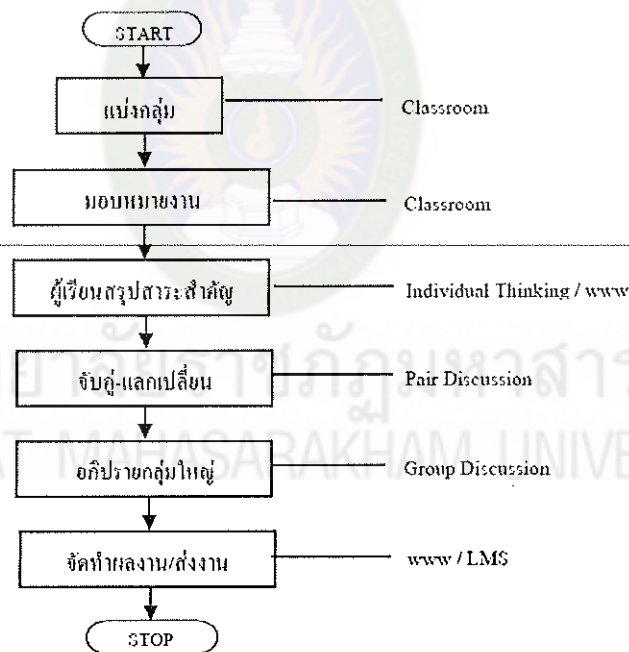 START
แบ่งกลุ่ม Classroom
มอบหมายงาน Classroom
ผู้เรียนสรุปสาระสำคัญ Individual Thinking / www
จับคู่-แลกเปลี่ยน Pair Discussion
อภิปรายกลุ่มใหญ่ Group Discussion
จัดทำผลงาน/ส่งงาน www / LMS
STOP